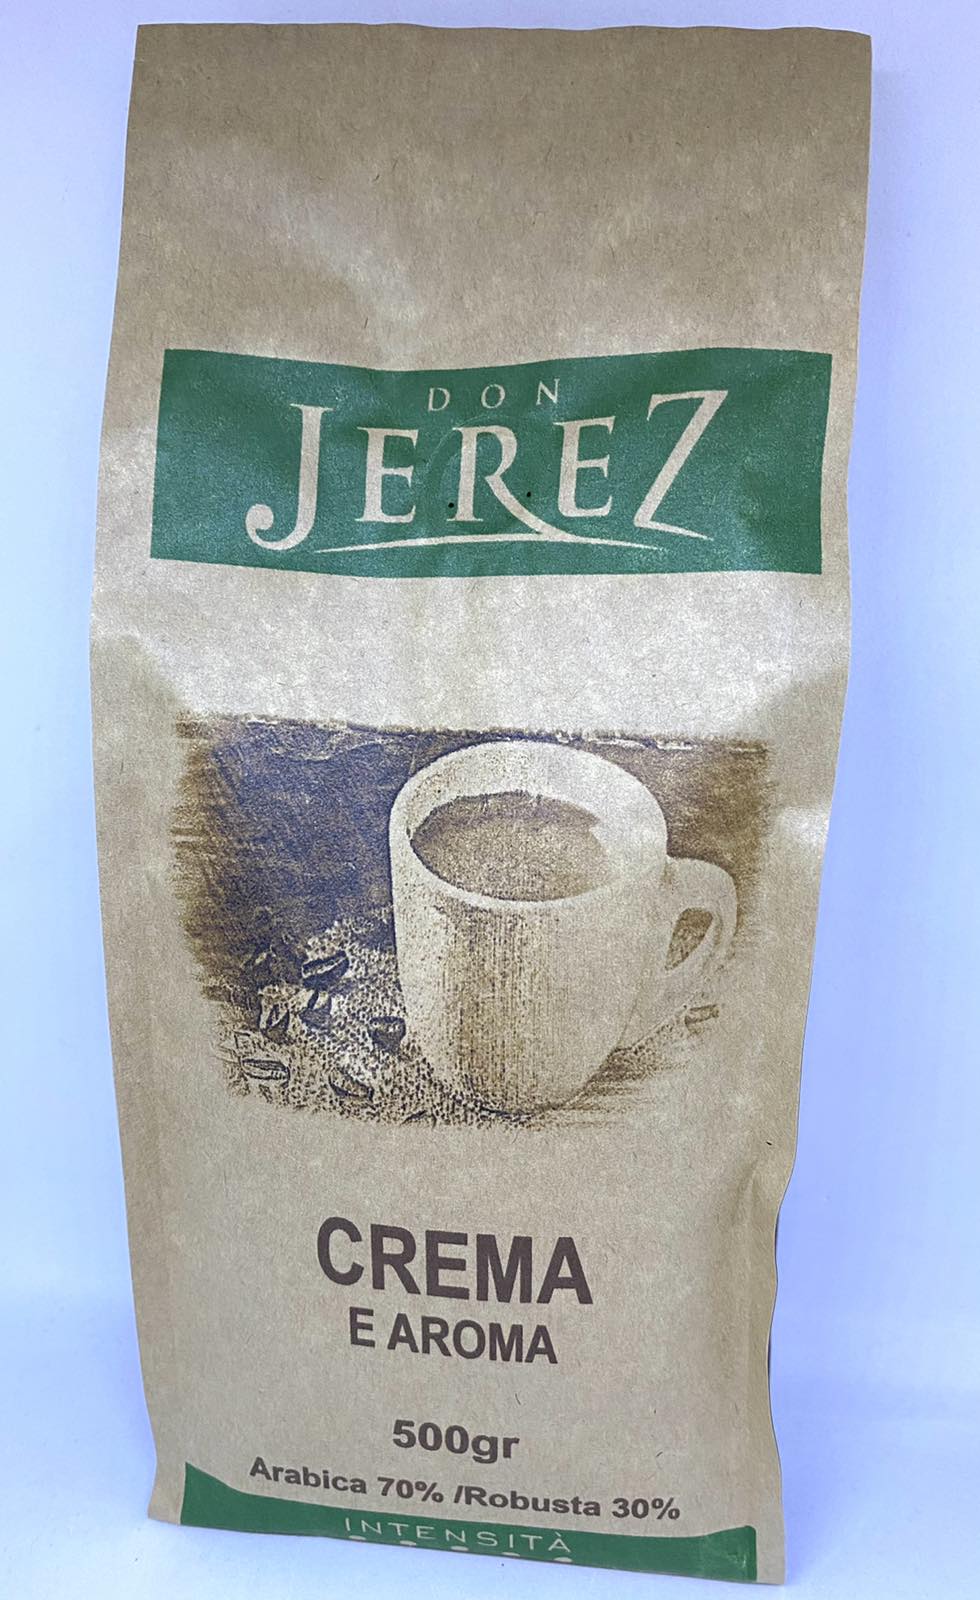 DON
JEREZ
CREMA
E AROMA
500gr
Arabica 70% /Robusta 30%
INTENSITÀ